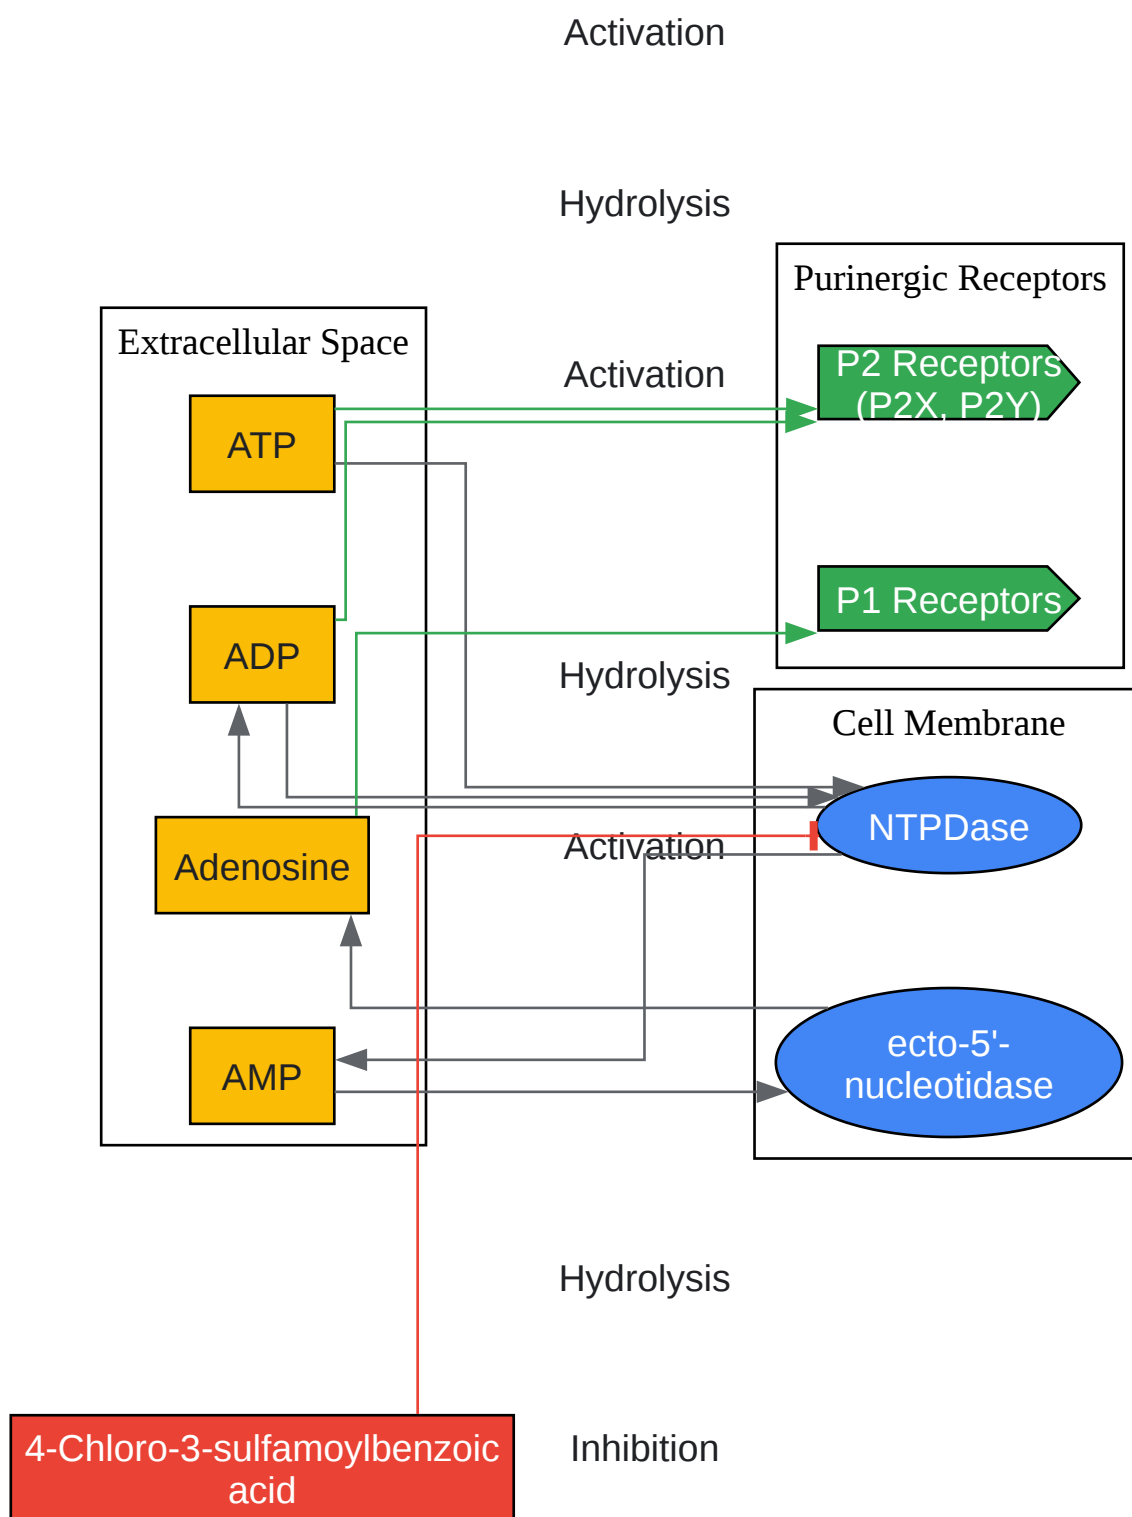 Activation
Hydrolysis
Purinergic Receptors
Extracellular Space
P2 Receptors
(P2X, P2Y)
Activation
ATP
P1 Receptors
ADP
Hydrolysis
Cell Membrane
NTPDase
Activation
Adenosine
ecto-5'-
nucleotidase
AMP
Hydrolysis
4-Chloro-3-sulfamoylbenzoic
acid
Inhibition